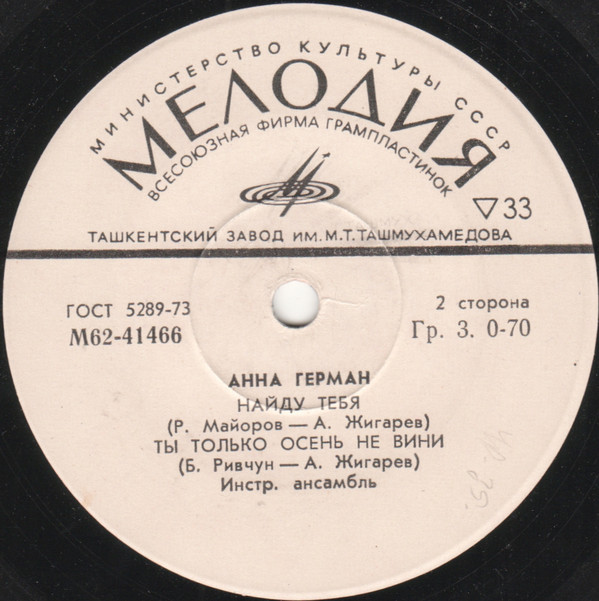 МИНИСТЕРСТВО КУЛЬТУРЫ СССР
МЕЛОДИЯ
ВСЕСОЮЗНАЯ ФИРМА ГРАМПЛАСТИНОК
▽33
ТАШКЕНТСКИЙ ЗАВОД ИМ. М.Т.ТАШМУХАМЕДОВА
ГОСТ 5289-73
М62-41466
2 сторона
Гр. 3. 0-70
АННА ГЕРМАН
НАЙДУ ТЕБЯ
(Р. Майоров — А. Жигарев)
ТЫ ТОЛЬКО ОСЕНЬ НЕ ВИНИ
(Б. Ривчун — А. Жигарев)
Инстр. ансамбль